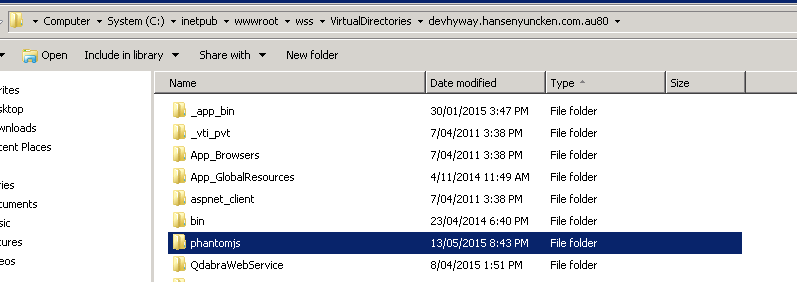 Computer System (C:) inetpub wwwroot wss VirtualDirectories devhyway.hansenyuncken.com.au80
Open Include in library Share with New folder
Name Date modified Type Size
rites
_app_bin 30/01/2015 3:47 PM File folder
sktop
_vti_pvt 7/04/2011 3:38 PM File folder
wnloads
App_Browsers 7/04/2011 3:38 PM File folder
cent Places
App_GlobalResources 4/11/2014 11:49 AM File folder
aspnet_client 7/04/2011 3:38 PM File folder
ries
cuments
bin 23/04/2014 6:40 PM File folder
sic
phantomjs 13/05/2015 8:43 PM File folder
tures
QdabraWebService 8/04/2015 1:51 PM File folder
eos